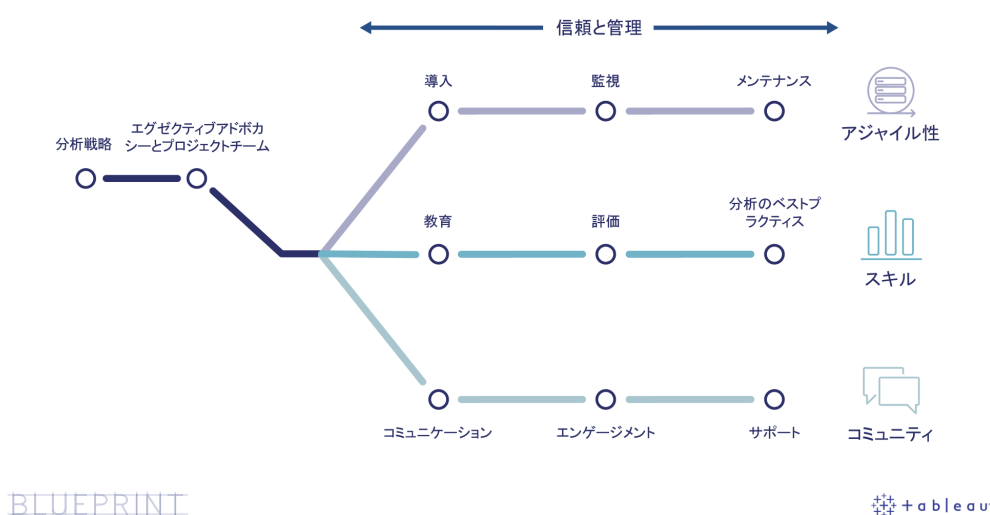 信頼と管理
導入
監視
メンテナンス
アジャイル性
分析戦略
エグゼクティブアドボカ
シーとプロジェクトチーム
教育
評価
分析のベストプ
ラクティス
スキル
コミュニケーション
エンゲージメント
サポート
コミュニティ
BLUEPRINT
+ableau